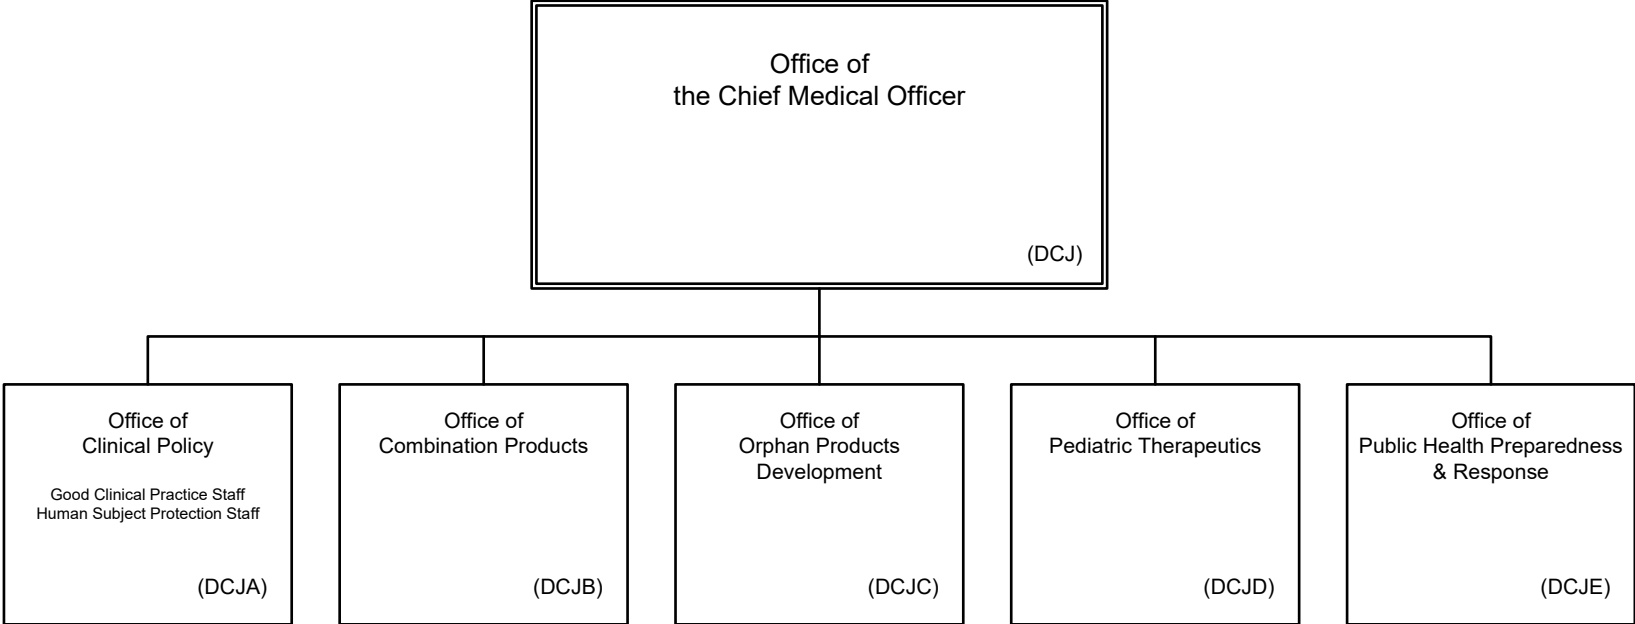 Office of
the Chief Medical Officer
(DCJ)
Office of
Clinical Policy
Good Clinical Practice Staff
Human Subject Protection Staff
(DCJA)
Office of
Combination Products
(DCJB)
Office of
Orphan Products
Development
(DCJC)
Office of
Pediatric Therapeutics
(DCJD)
Office of
Public Health Preparedness
& Response
(DCJE)